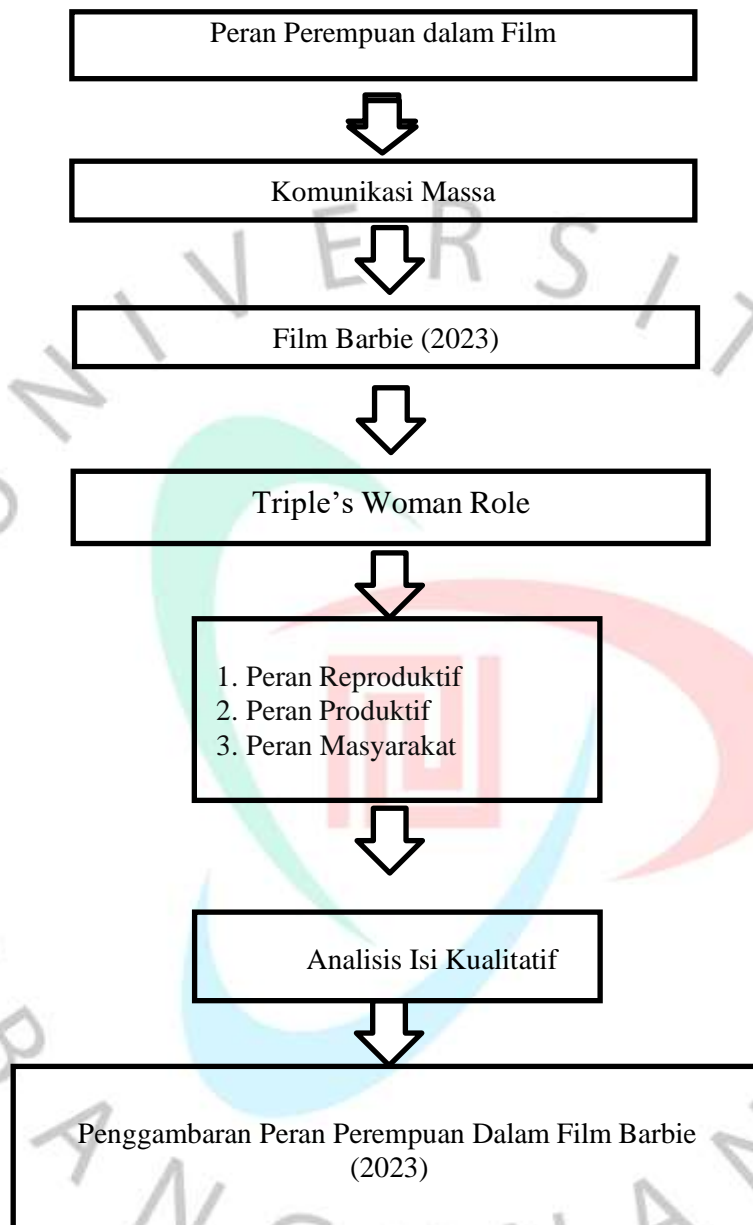 Peran Perempuan dalam Film
Komunikasi Massa
Film Barbie (2023)
Triple’s Woman Role
1. Peran Reproduktif
2. Peran Produktif
3. Peran Masyarakat
Analisis Isi Kualitatif
Penggambaran Peran Perempuan Dalam Film Barbie
(2023)